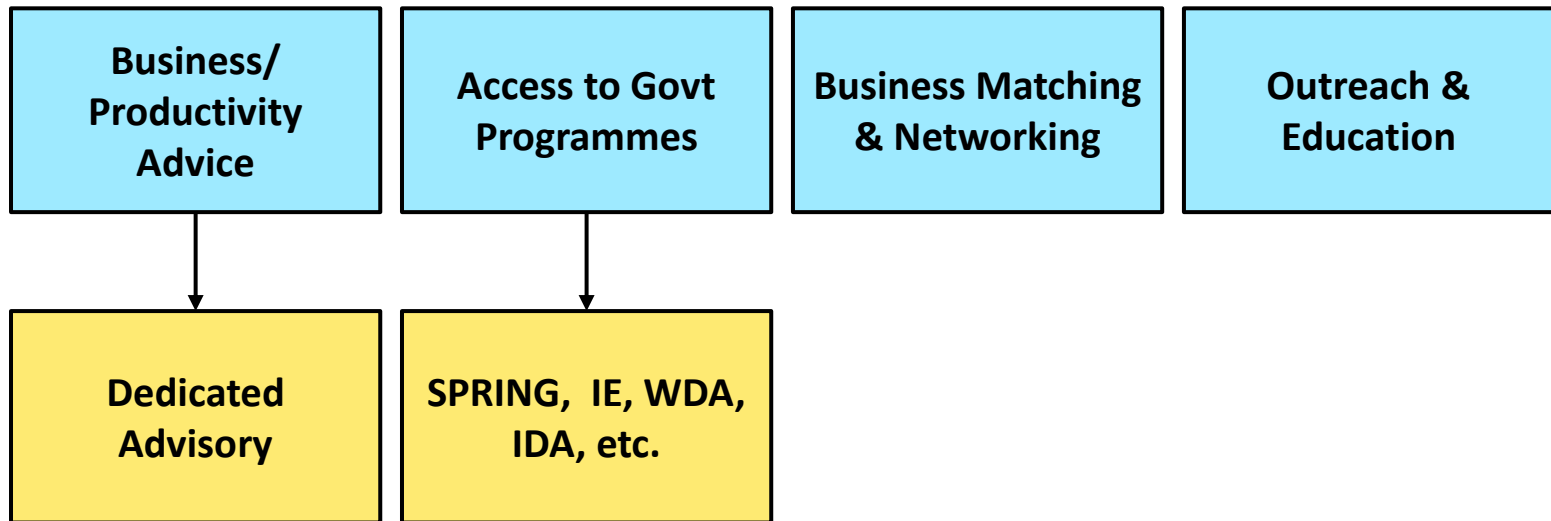 Business/
Productivity
Advice
Access to Govt
Programmes
Business Matching
& Networking
Outreach &
Education
Dedicated
Advisory
SPRING,  IE, WDA,
IDA, etc.